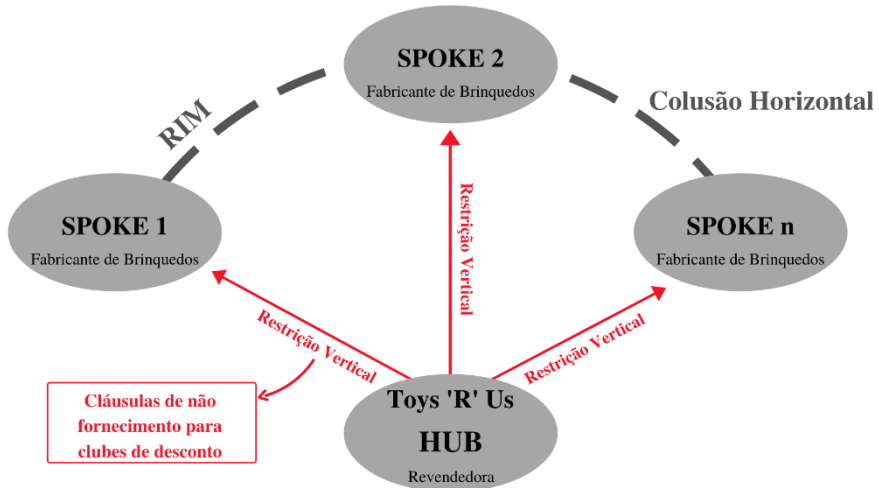 SPOKE 2
Fabricante de Brinquedos
RIM
Colusão Horizontal
SPOKE 1
Fabricante de Brinquedos
SPOKE n
Fabricante de Brinquedos
Restrição Vertical
Restrição Vertical
Restrição Vertical
Cláusulas de não
fornecimento para
clubes de desconto
Toys 'R' Us
HUB
Revendedora